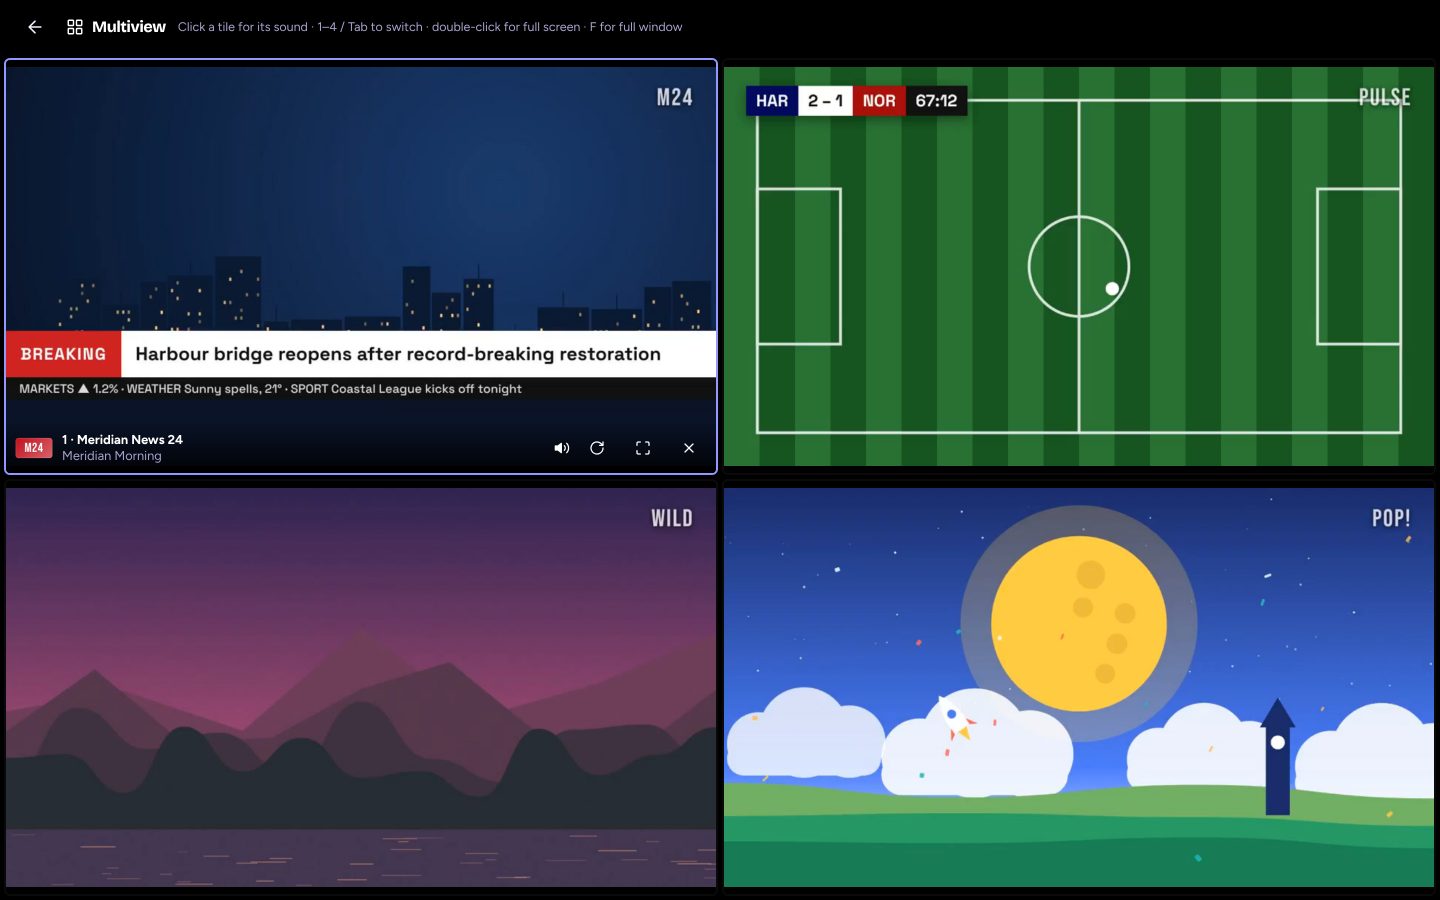 Multiview
Click a tile for its sound · 1–4 / Tab to switch · double-click for full screen · F for full window
M24
BREAKING
Harbour bridge reopens after record-breaking restoration
MARKETS ▲ 1.2% · WEATHER Sunny spells, 21° · SPORT Coastal League kicks off tonight
M24
1 · Meridian News 24
Meridian Morning
HAR 2 – 1 NOR 67:12
PULSE
WILD
POP!